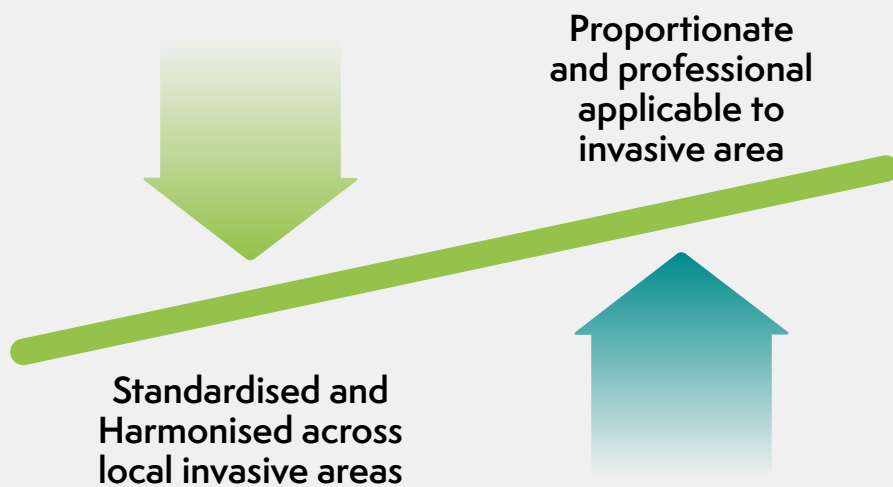 Proportionate
and professional
applicable to
invasive area
Standardised and
Harmonised across
local invasive areas